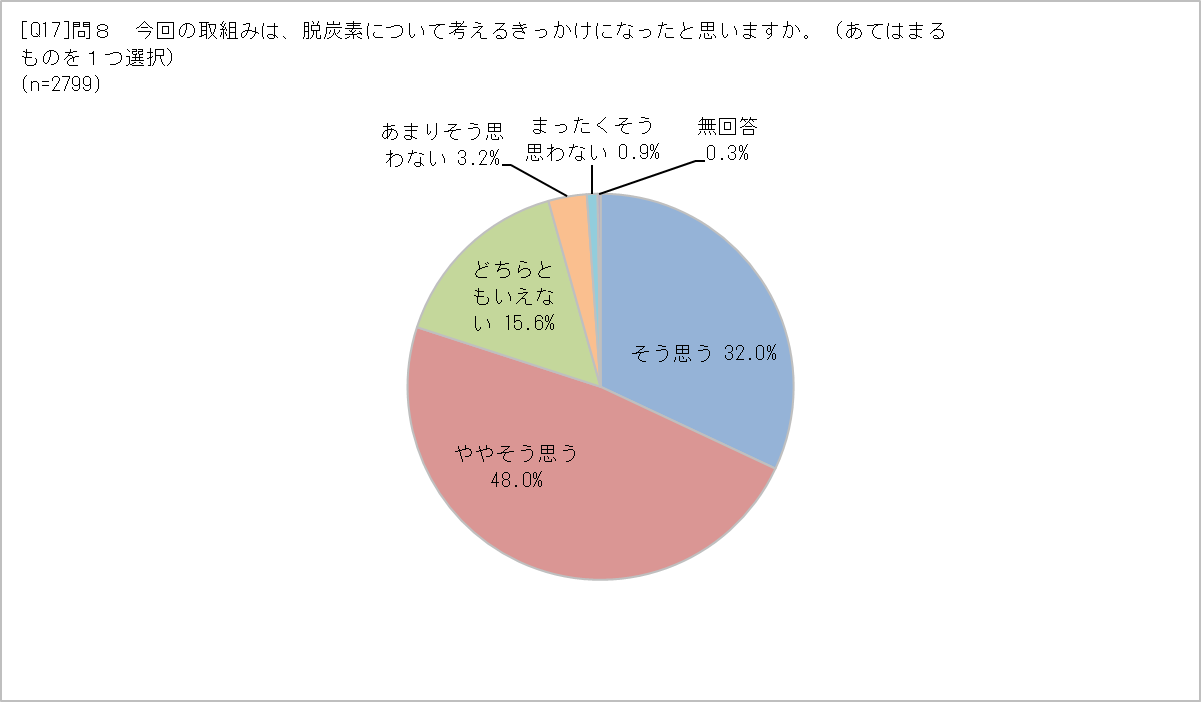 [Q17]問８　今回の取組みは、脱炭素について考えるきっかけになったと思いますか。（あてはまる
ものを１つ選択）
(n=2799)
あまりそう思
わない 3.2%
まったくそう
思わない 0.9%
無回答
0.3%
どちらと
もいえな
い 15.6%
そう思う 32.0%
ややそう思う
48.0%